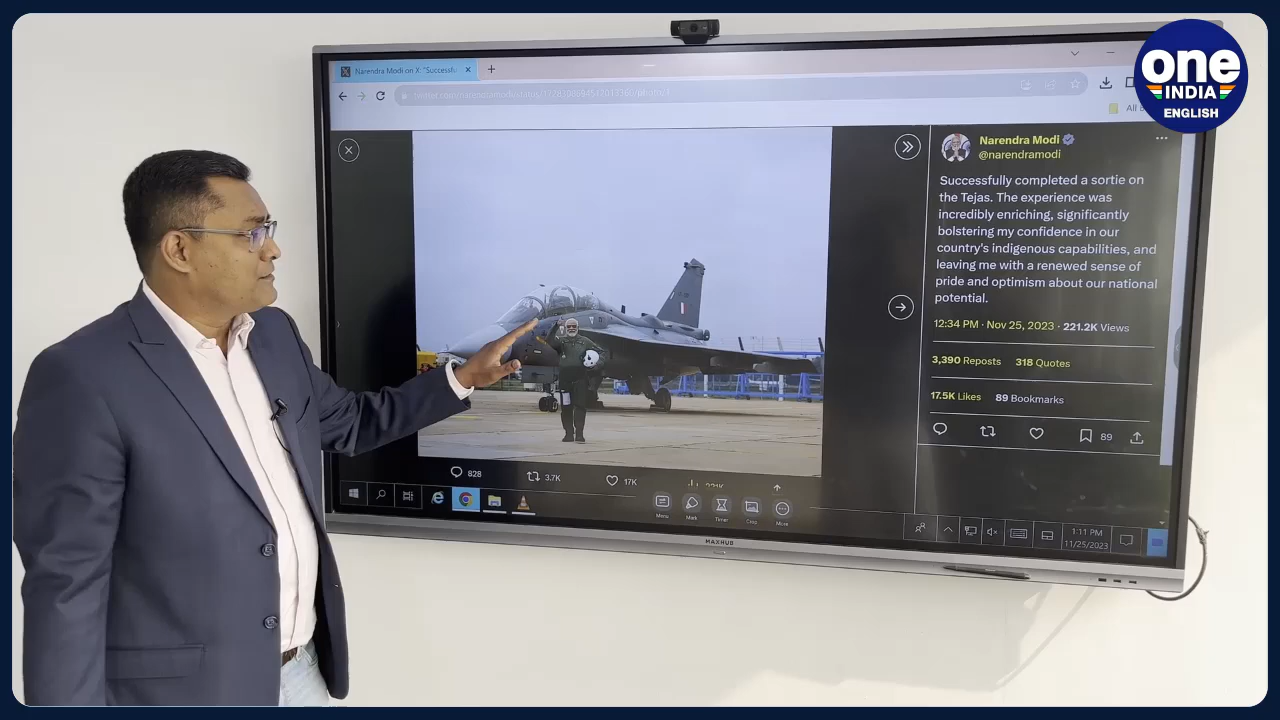 one
INDIA
ENGLISH
Narendra Modi on X: "Successfu
All B
Narendra Modi
@narendramodi
Successfully completed a sortie on
the Tejas. The experience was
incredibly enriching, significantly
bolstering my confidence in our
country's indigenous capabilities, and
leaving me with a renewed sense of
pride and optimism about our national
potential.
12:34 PM · Nov 25, 2023 · 221.2K Views
3,390 Reposts 318 Quotes
17.5K Likes 89 Bookmarks
89
828
3.7K
17K
Menu
Mark
Timer
Crop
More
1:11 PM
11/25/2023
MAXHUB